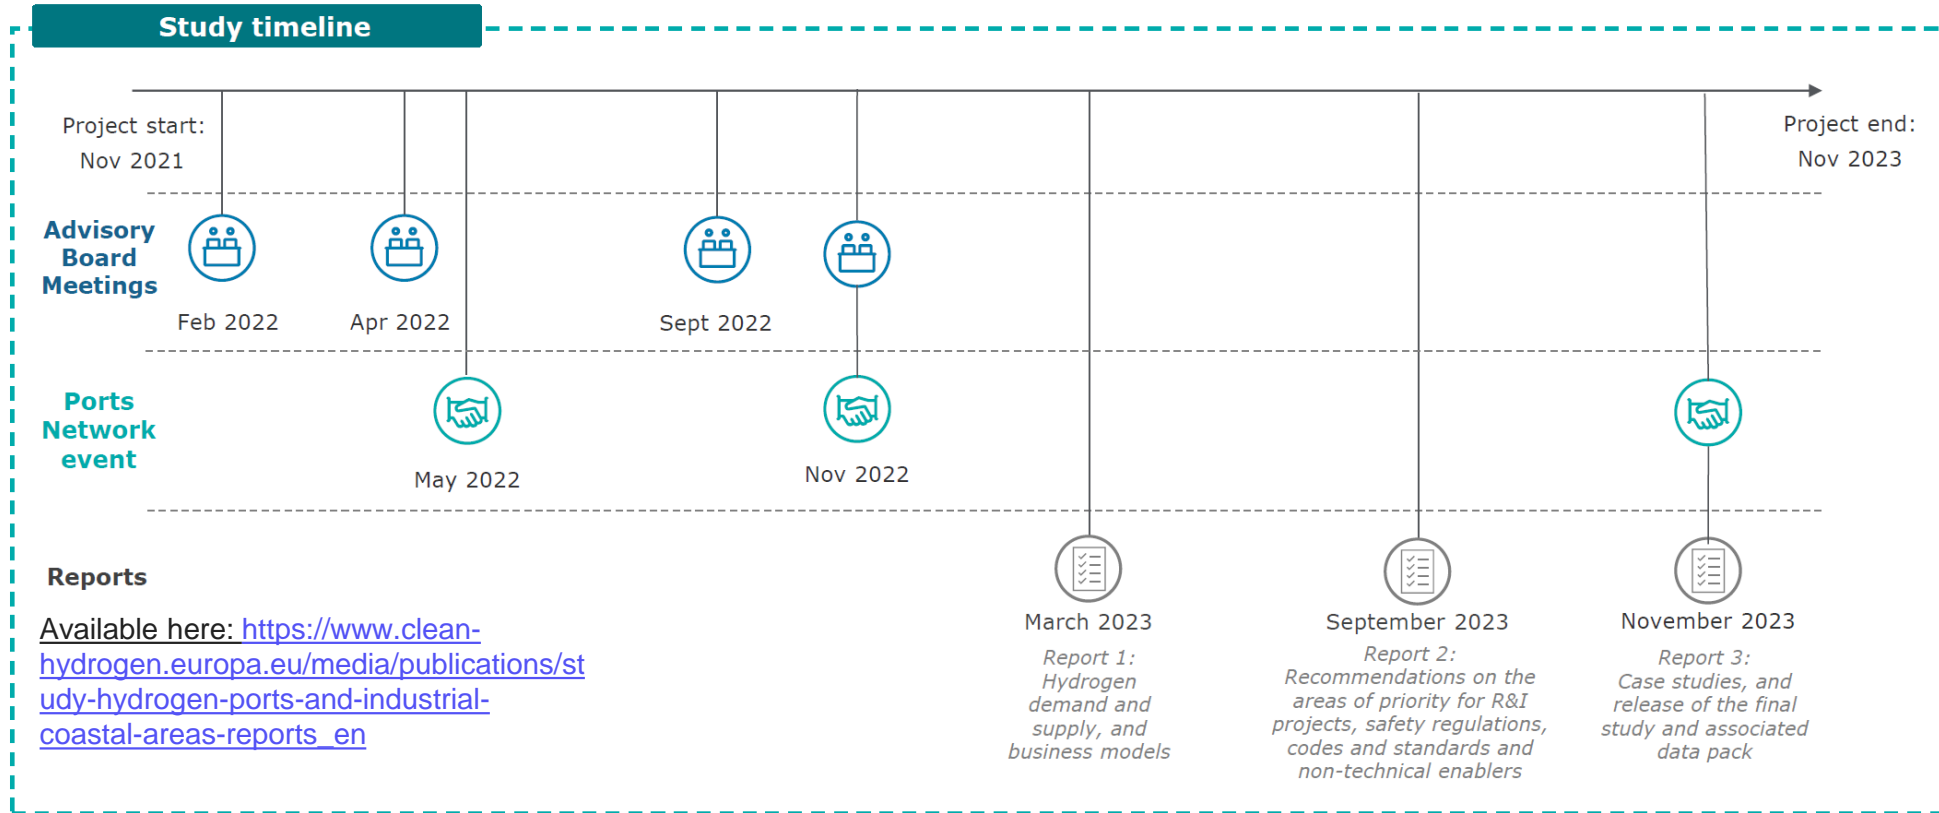 Study timeline
Project start:
Nov 2021
Project end:
Nov 2023
Advisory
Board
Meetings
Feb 2022
Apr 2022
Sept 2022
Ports
Network
event
May 2022
Nov 2022
Reports
Available here: https://www.clean-
hydrogen.europa.eu/media/publications/st
udy-hydrogen-ports-and-industrial-
coastal-areas-reports_en
March 2023
Report 1:
Hydrogen
demand and
supply, and
business models
September 2023
Report 2:
Recommendations on the
areas of priority for R&I
projects, safety regulations,
codes and standards and
non-technical enablers
November 2023
Report 3:
Case studies, and
release of the final
study and associated
data pack